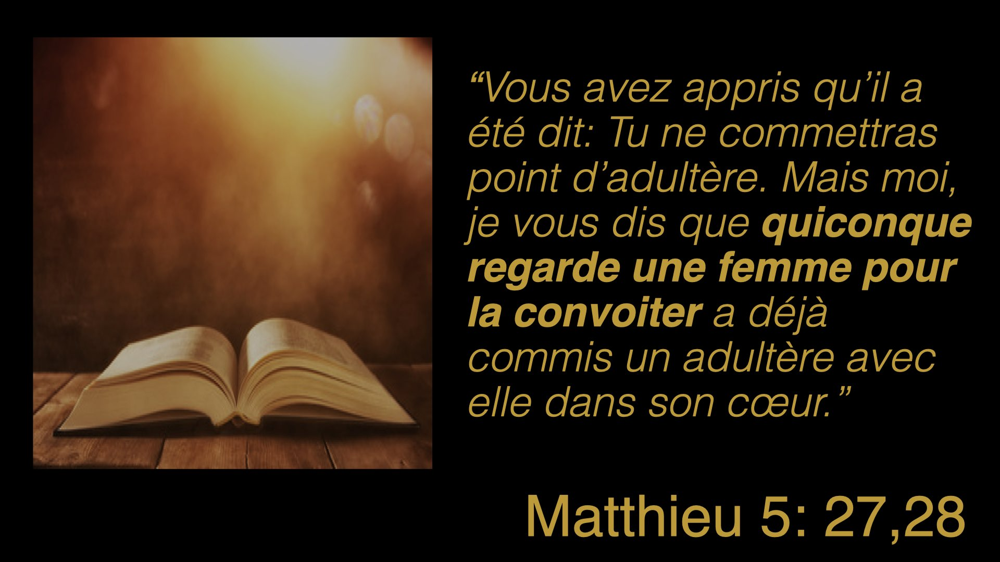 “Vous avez appris qu’il a
été dit: Tu ne commettras
point d’adultère. Mais moi,
je vous dis que quiconque
regarde une femme pour
la convoiter a déjà
commis un adultère avec
elle dans son cœur.”
Matthieu 5: 27,28